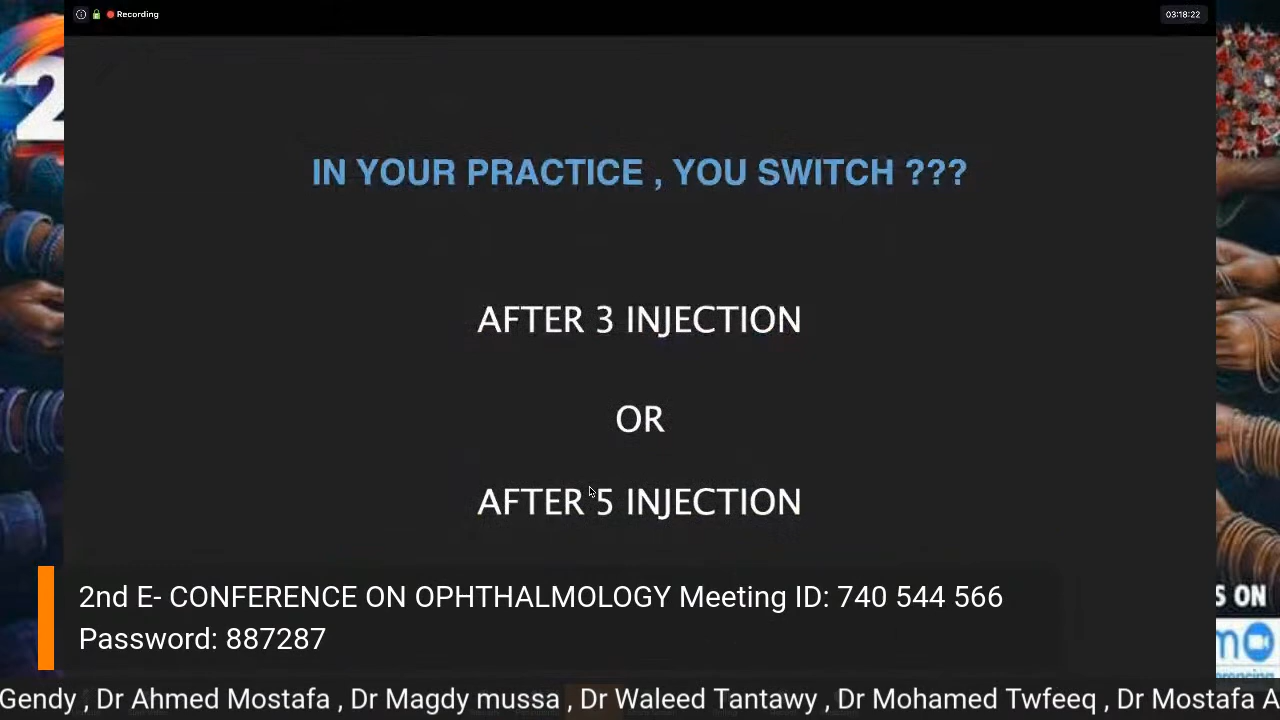 Recording
03:18:22
2
IN YOUR PRACTICE , YOU SWITCH ???
AFTER 3 INJECTION
OR
AFTER 5 INJECTION
2nd E- CONFERENCE ON OPHTHALMOLOGY Meeting ID: 740 544 566
Password: 887287
S ON
m
Gendy , Dr Ahmed Mostafa , Dr Magdy mussa , Dr Waleed Tantawy , Dr Mohamed Twfeeq , Dr Mostafa A